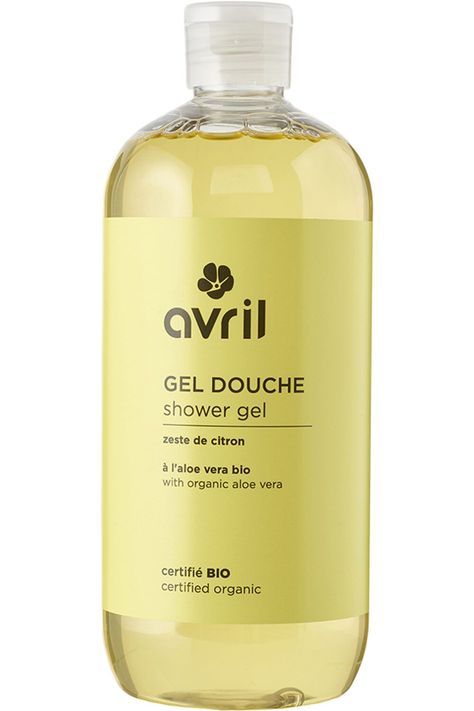 avril
GEL DOUCHE
shower gel
zeste de citron
à l'aloe vera bio
with organic aloe vera
certifié BIO
certified organic